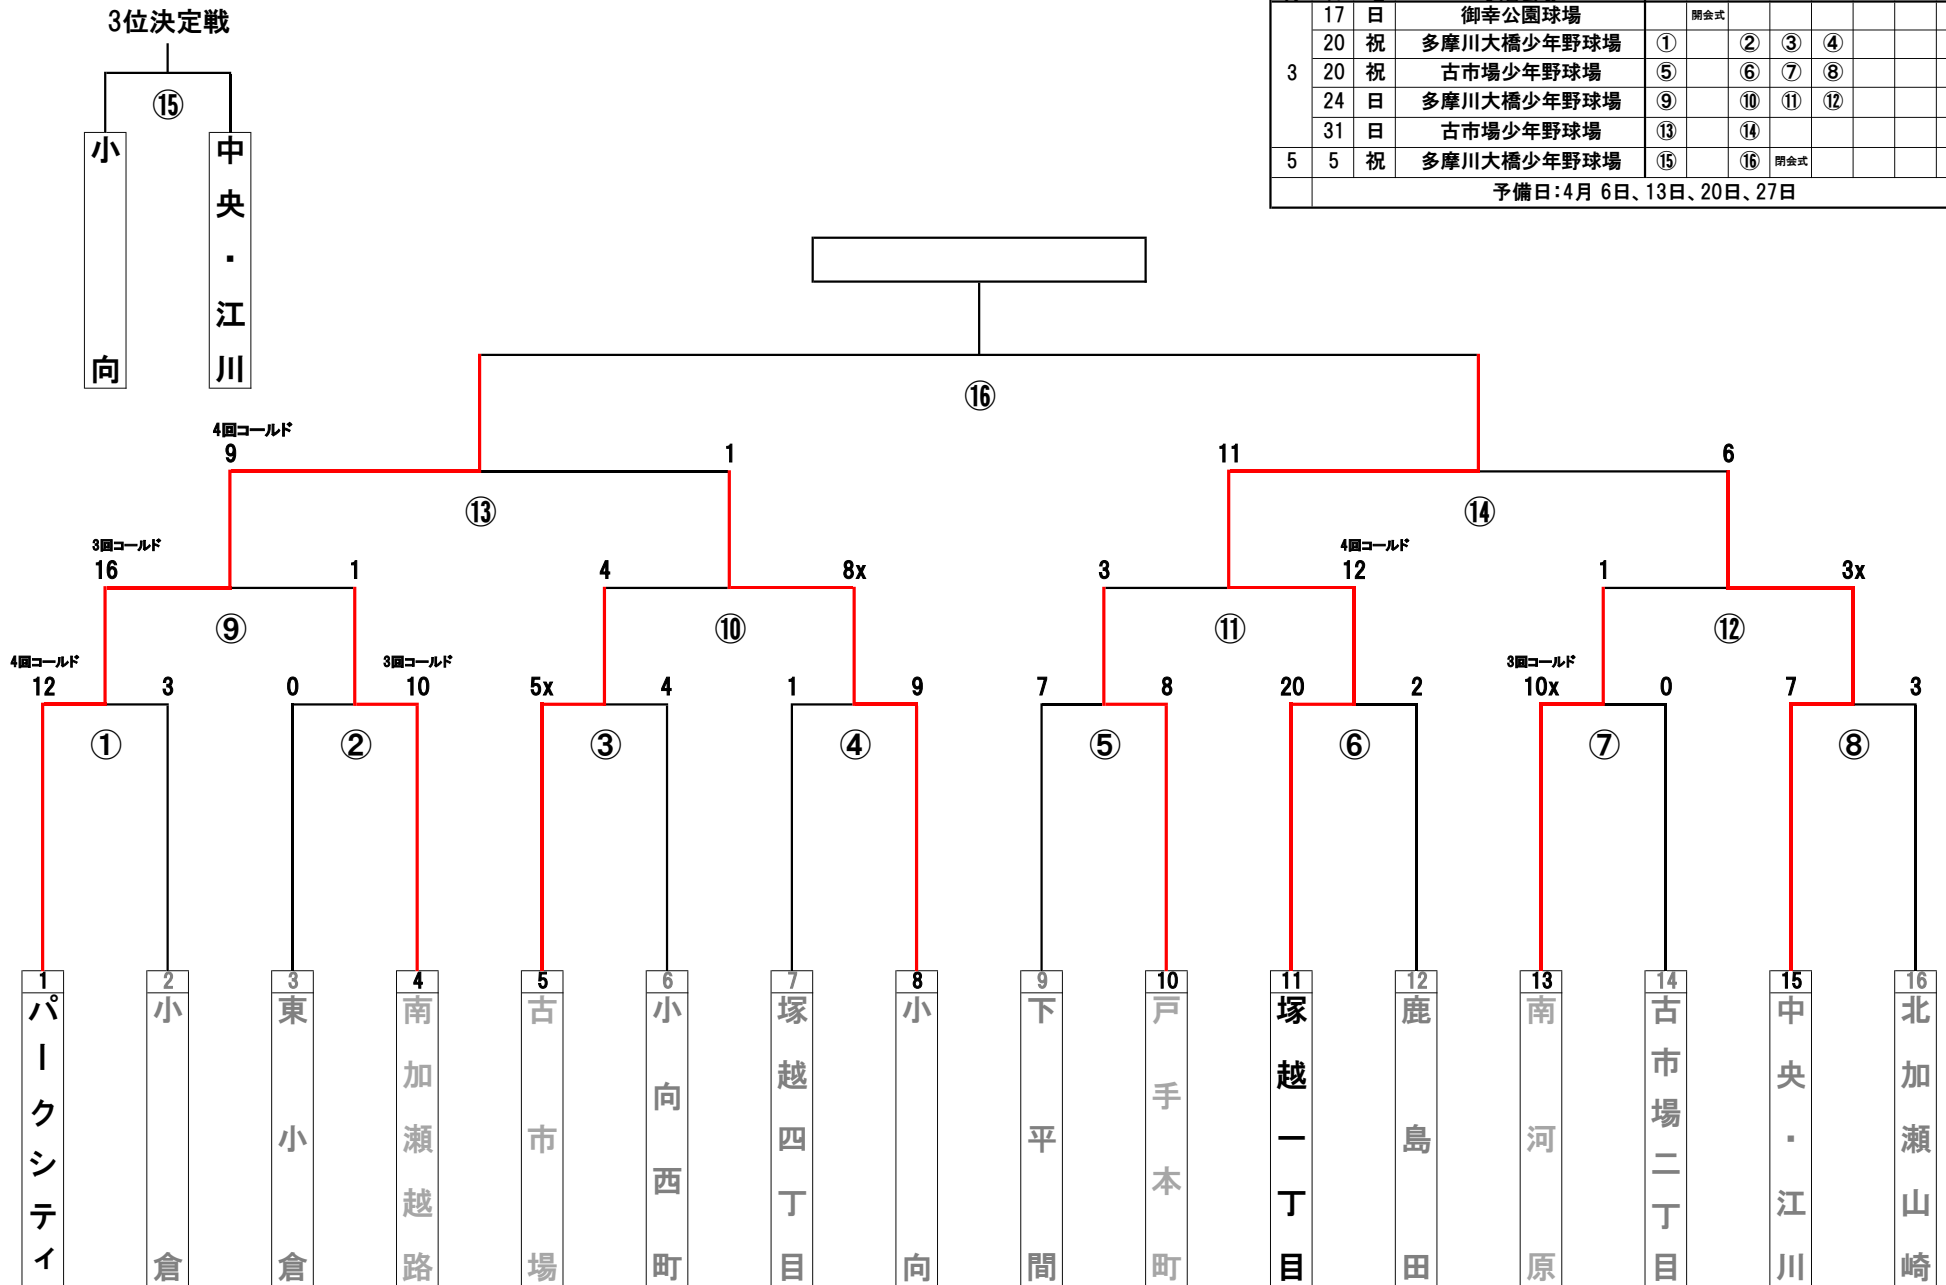 3位決定戦
⑮
小向
中央・江川
17 日 御幸公園球場 開会式
20 祝 多摩川大橋少年野球場 ① ② ③ ④
3 20 祝 古市場少年野球場 ⑤ ⑥ ⑦ ⑧
24 日 多摩川大橋少年野球場 ⑨ ⑩ ⑪ ⑫
31 日 古市場少年野球場 ⑬ ⑭
5 5 祝 多摩川大橋少年野球場 ⑮ ⑯ 閉会式
予備日:4月 6日、13日、20日、27日
⑯
4回コールド
9 1 11 6
⑬ ⑭
3回コールド 4回コールド
16 1 4 8x 3 12 1 3x
⑨ ⑩ ⑪ ⑫
4回コールド 3回コールド 3回コールド
12 3 0 10 5x 4 1 9 7 8 20 2 10x 0 7 3
① ② ③ ④ ⑤ ⑥ ⑦ ⑧
1 パークシティ
2 小倉
3 東小倉
4 南加瀬越路
5 古市場
6 小向西町
7 塚越四丁目
8 小向
9 下平間
10 戸手本町
11 塚越一丁目
12 鹿島田
13 南河原
14 古市場二丁目
15 中央・江川
16 北加瀬山崎